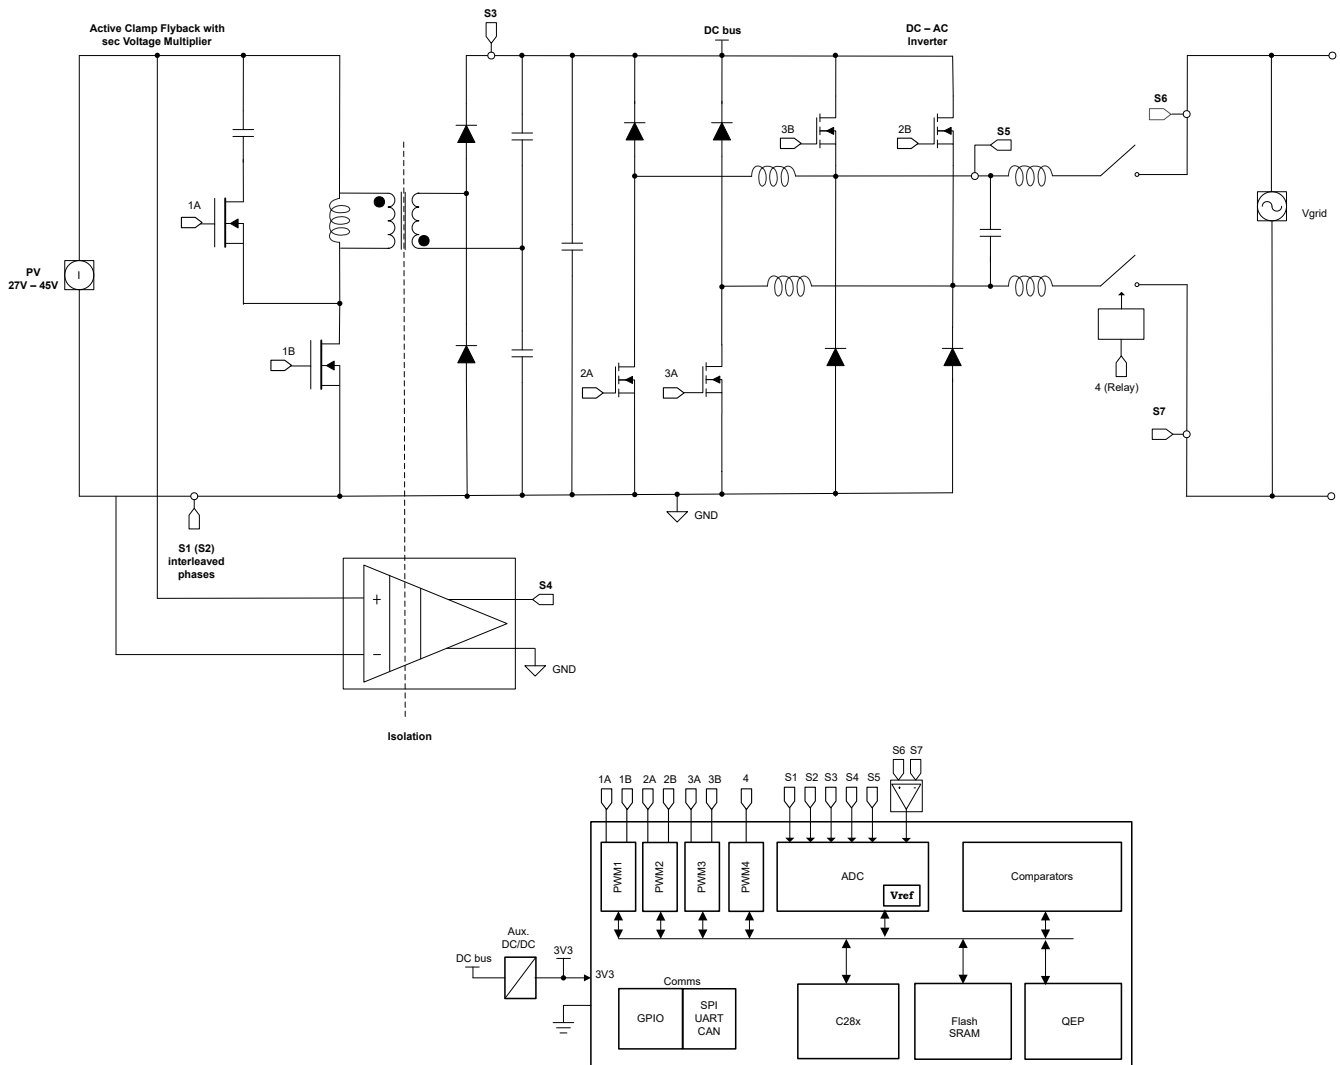 S3
Active Clamp Flyback with
sec Voltage Multiplier
DC bus
DC – AC
Inverter
S6
3B
2B
S5
1A
Vgrid
PV
27V – 45V
I
1B
2A
3A
4 (Relay)
S7
GND
S1 (S2)
interleaved
phases
S4
+
−
GND
Isolation
S6 S7
1A 1B 2A 2B 3A 3B 4 S1 S2 S3 S4 S5
+ -
PWM1
PWM2
PWM3
PWM4
ADC
Vref
Comparators
Aux.
DC/DC
DC bus
3V3
3V3
Comms
GPIO
SPI
UART
CAN
C28x
Flash
SRAM
QEP